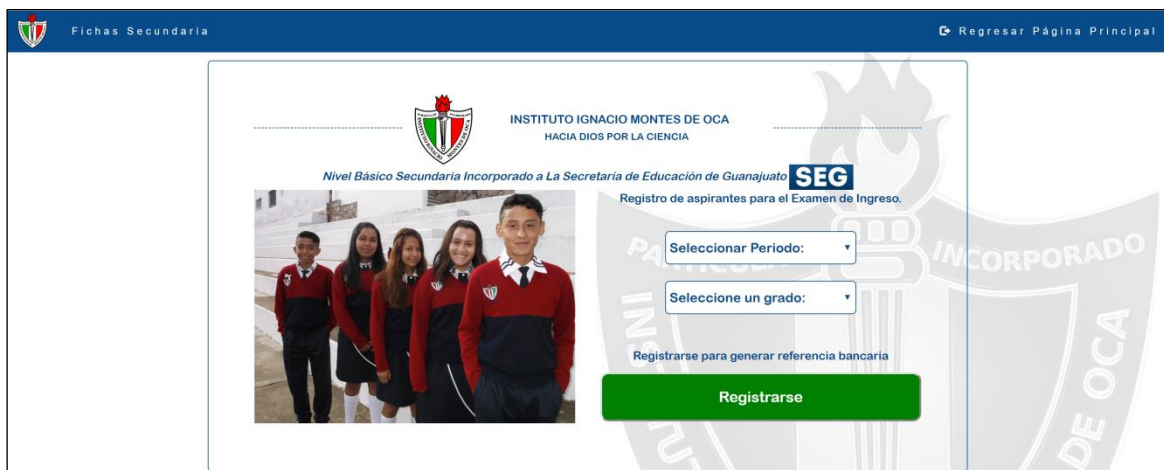 Fichas Secundaria
Regresar Página Principal
INSTITUTO IGNACIO MONTES DE OCA
HACIA DIOS POR LA CIENCIA
Nivel Básico Secundaria Incorporado a La Secretaría de Educación de Guanajuato SEG
Registro de aspirantes para el Examen de Ingreso.
Seleccionar Periodo:
Seleccione un grado:
Registrarse para generar referencia bancaria
Registrarse
INCORPORADO
DE OCA